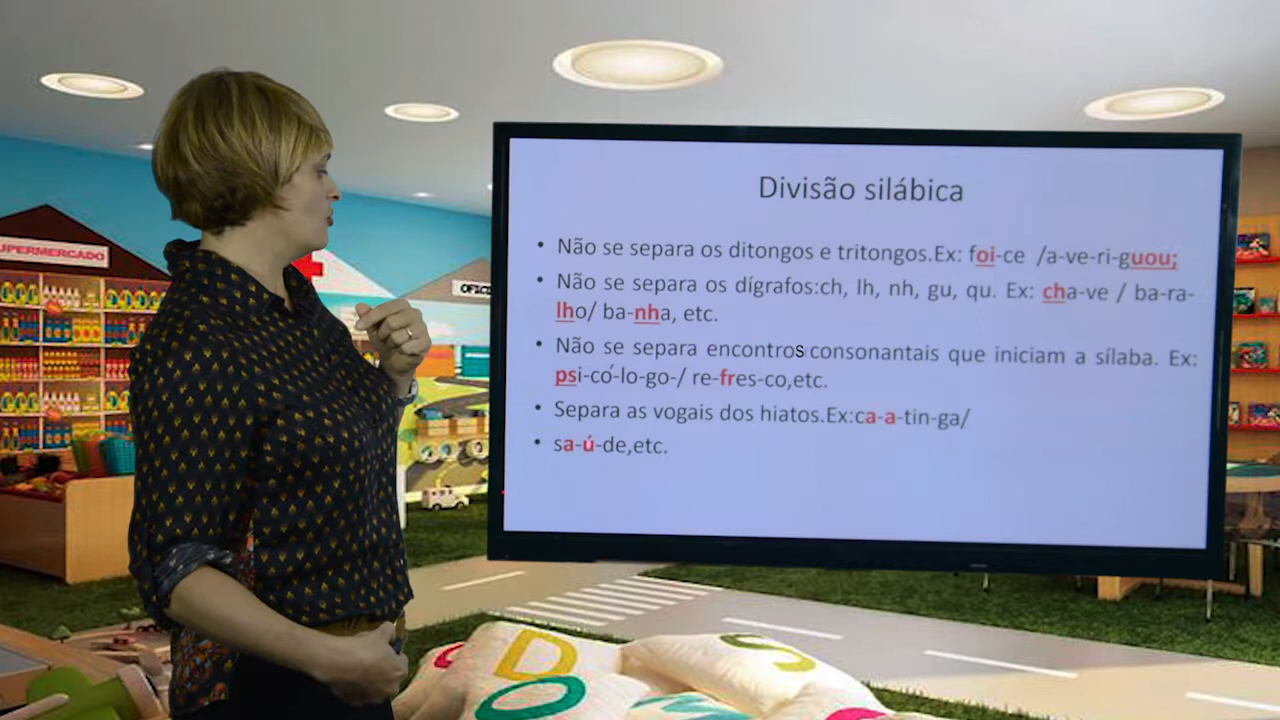 Divisão silábica
• Não se separa os ditongos e tritongos.Ex: foi-ce /a-ve-ri-guou;
• Não se separa os dígrafos:ch, lh, nh, gu, qu. Ex: cha-ve / ba-ra-
lho/ ba-nha, etc.
• Não se separa encontros consonantais que iniciam a sílaba. Ex:
psi-có-lo-go-/ re-fres-co,etc.
• Separa as vogais dos hiatos.Ex:ca-a-tin-ga/
• sa-ú-de,etc.
UPERMERCADO
OFIC
D
S
O